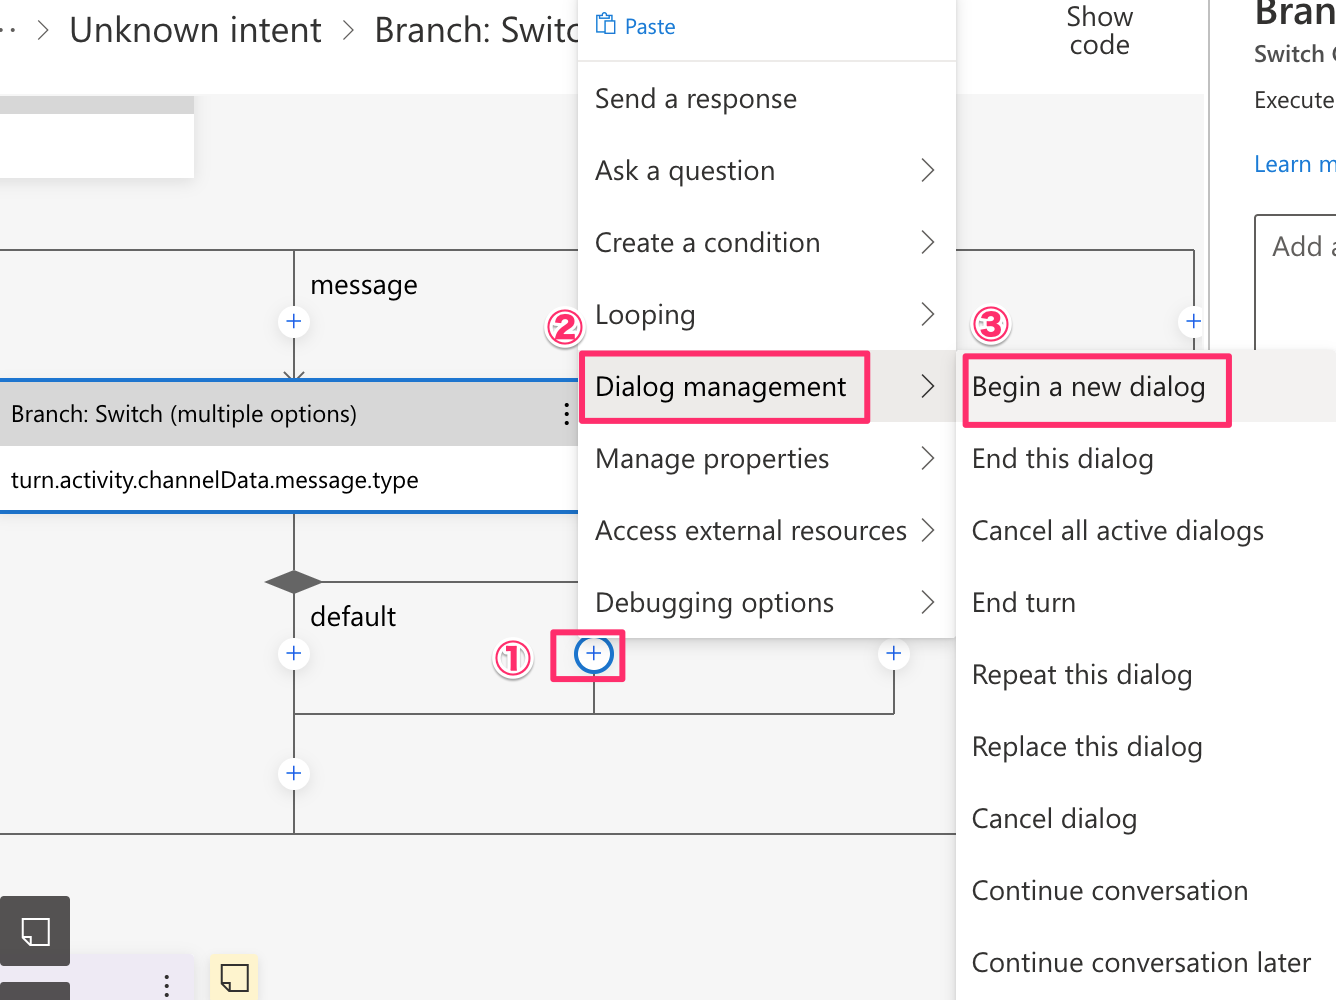 Unknown intent
Branch: Switc
Show
code
Bran
Switch
Execute
Learn m
Add a
Paste
Send a response
Ask a question
Create a condition
Looping
Dialog management
Manage properties
Access external resources
Debugging options
message
②
③
Begin a new dialog
End this dialog
Cancel all active dialogs
End turn
Repeat this dialog
Replace this dialog
Cancel dialog
Continue conversation
Continue conversation later
Branch: Switch (multiple options)
turn.activity.channelData.message.type
default
①